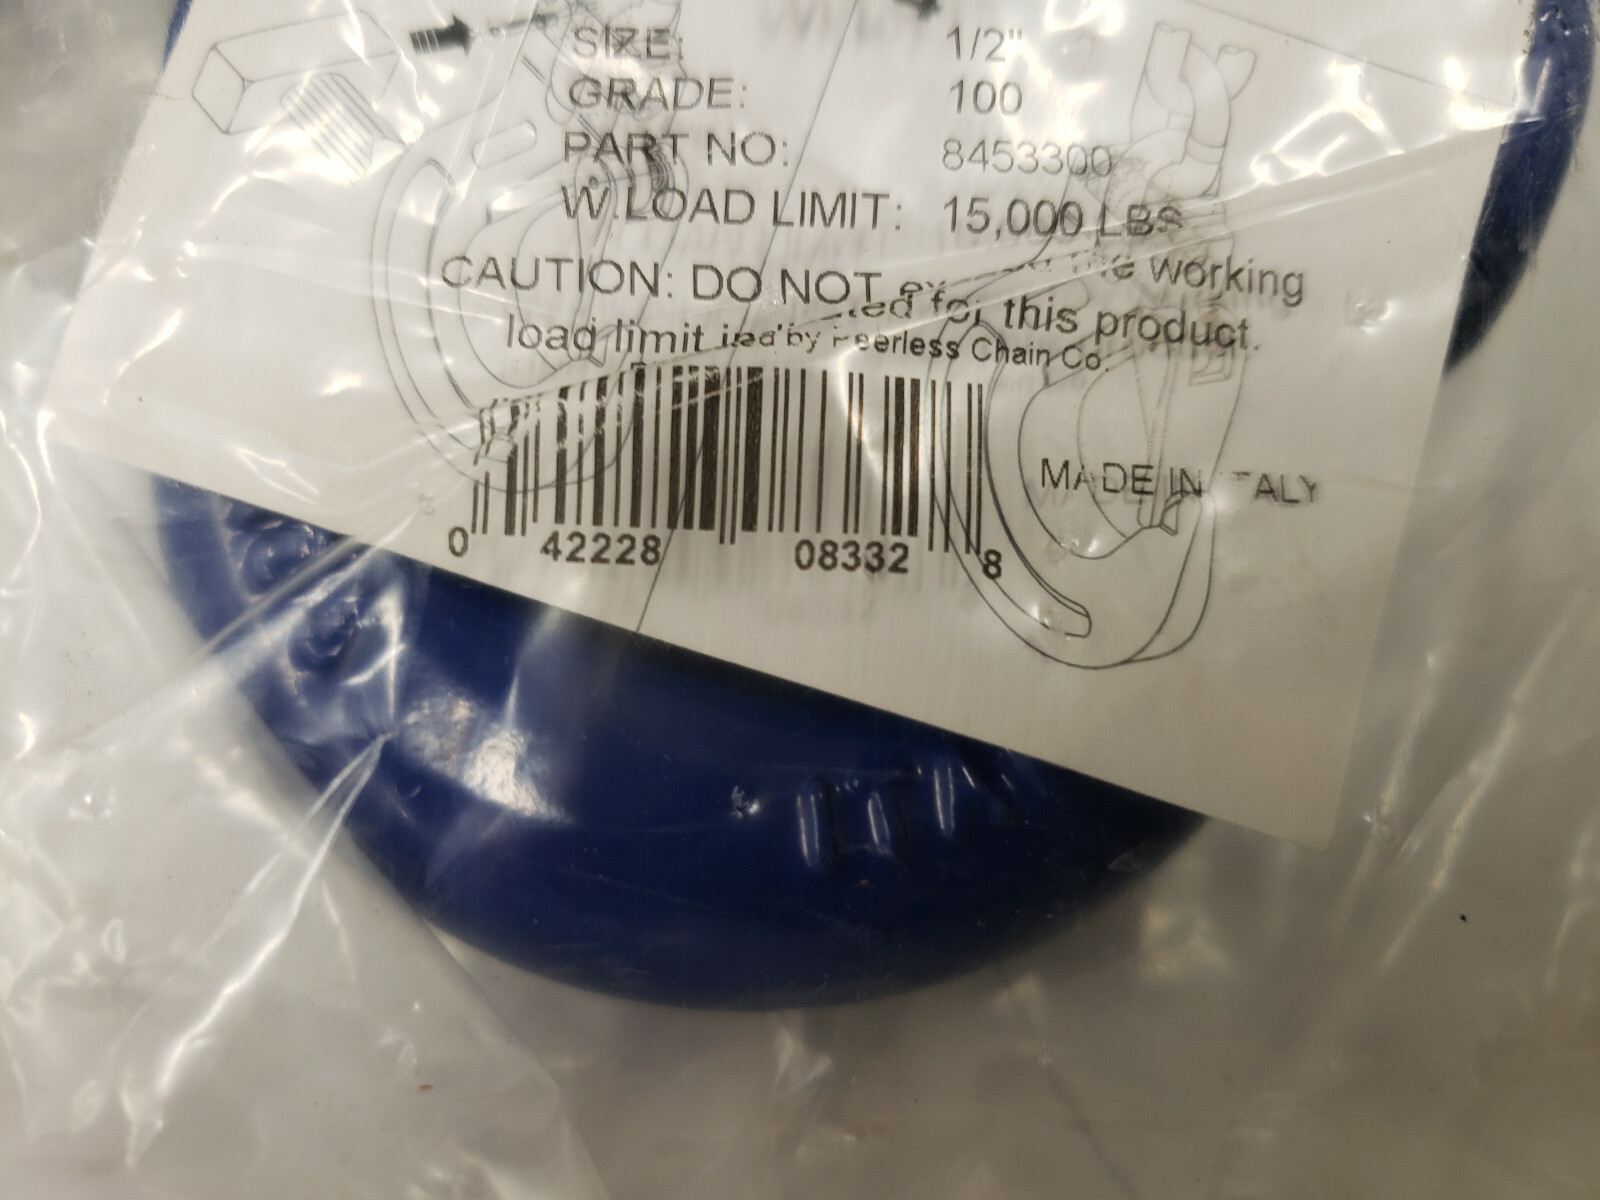 SIZE: 1/2"
GRADE: 100
PART NO: 8453300
W.LOAD LIMIT: 15,000 LBS
CAUTION: DO NOT working
load limit for this product.
by Peerless Chain Co.
MADE IN ITALY
0 42228 08332 8